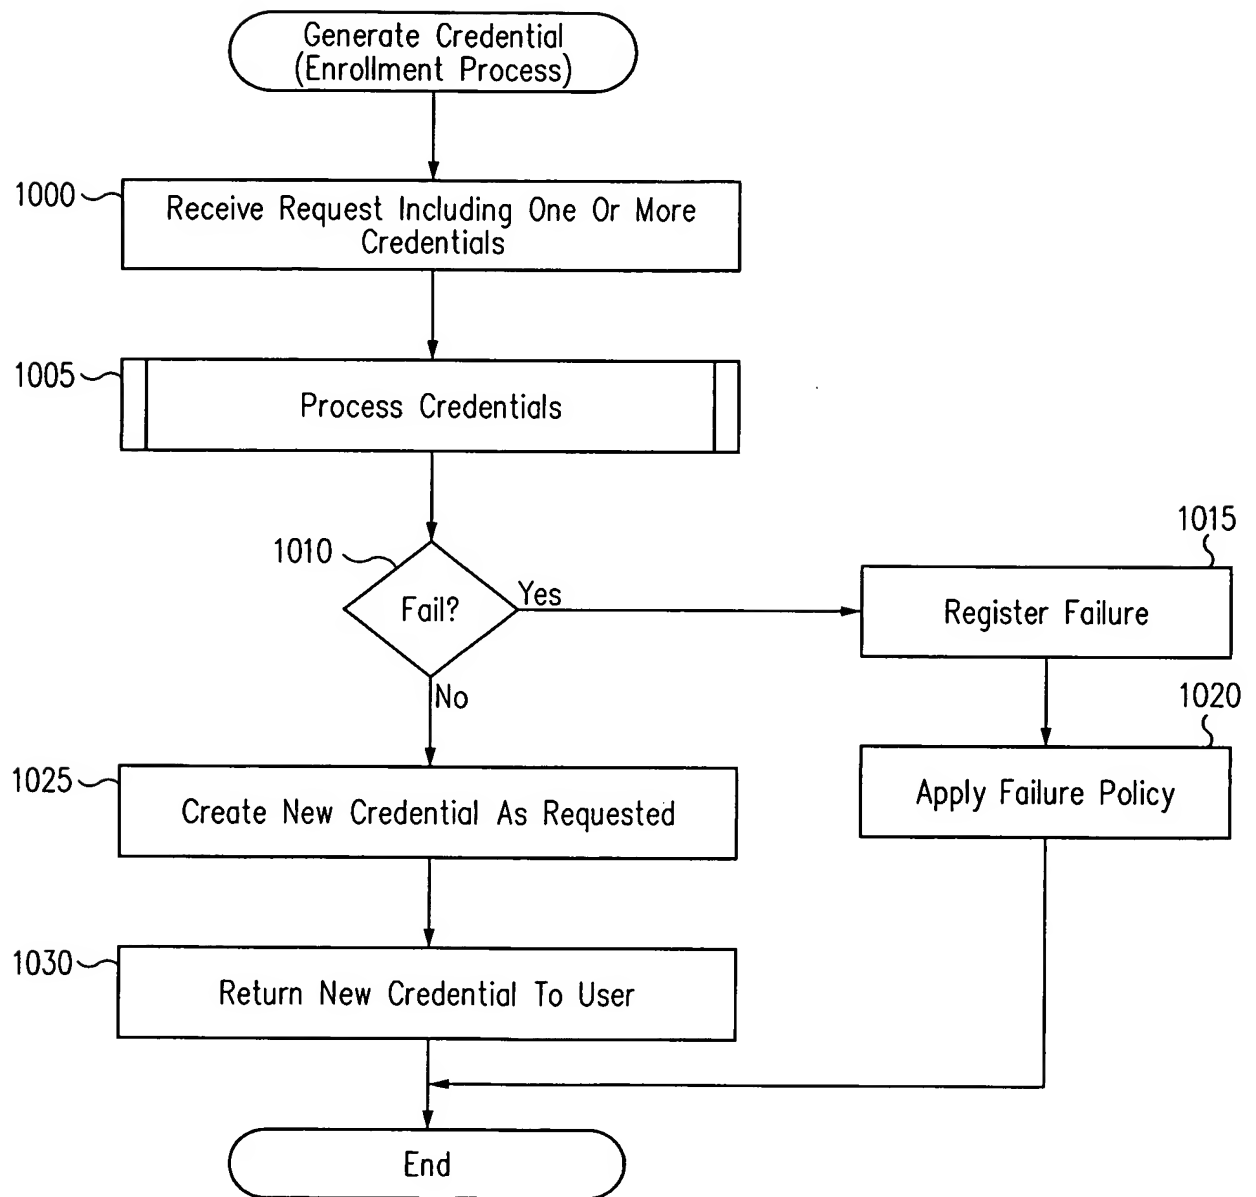 Generate Credential
(Enrollment Process)
1000
Receive Request Including One Or More
Credentials
1005
Process Credentials
1010
Fail?
Yes
No
1015
Register Failure
1020
Apply Failure Policy
1025
Create New Credential As Requested
1030
Return New Credential To User
End